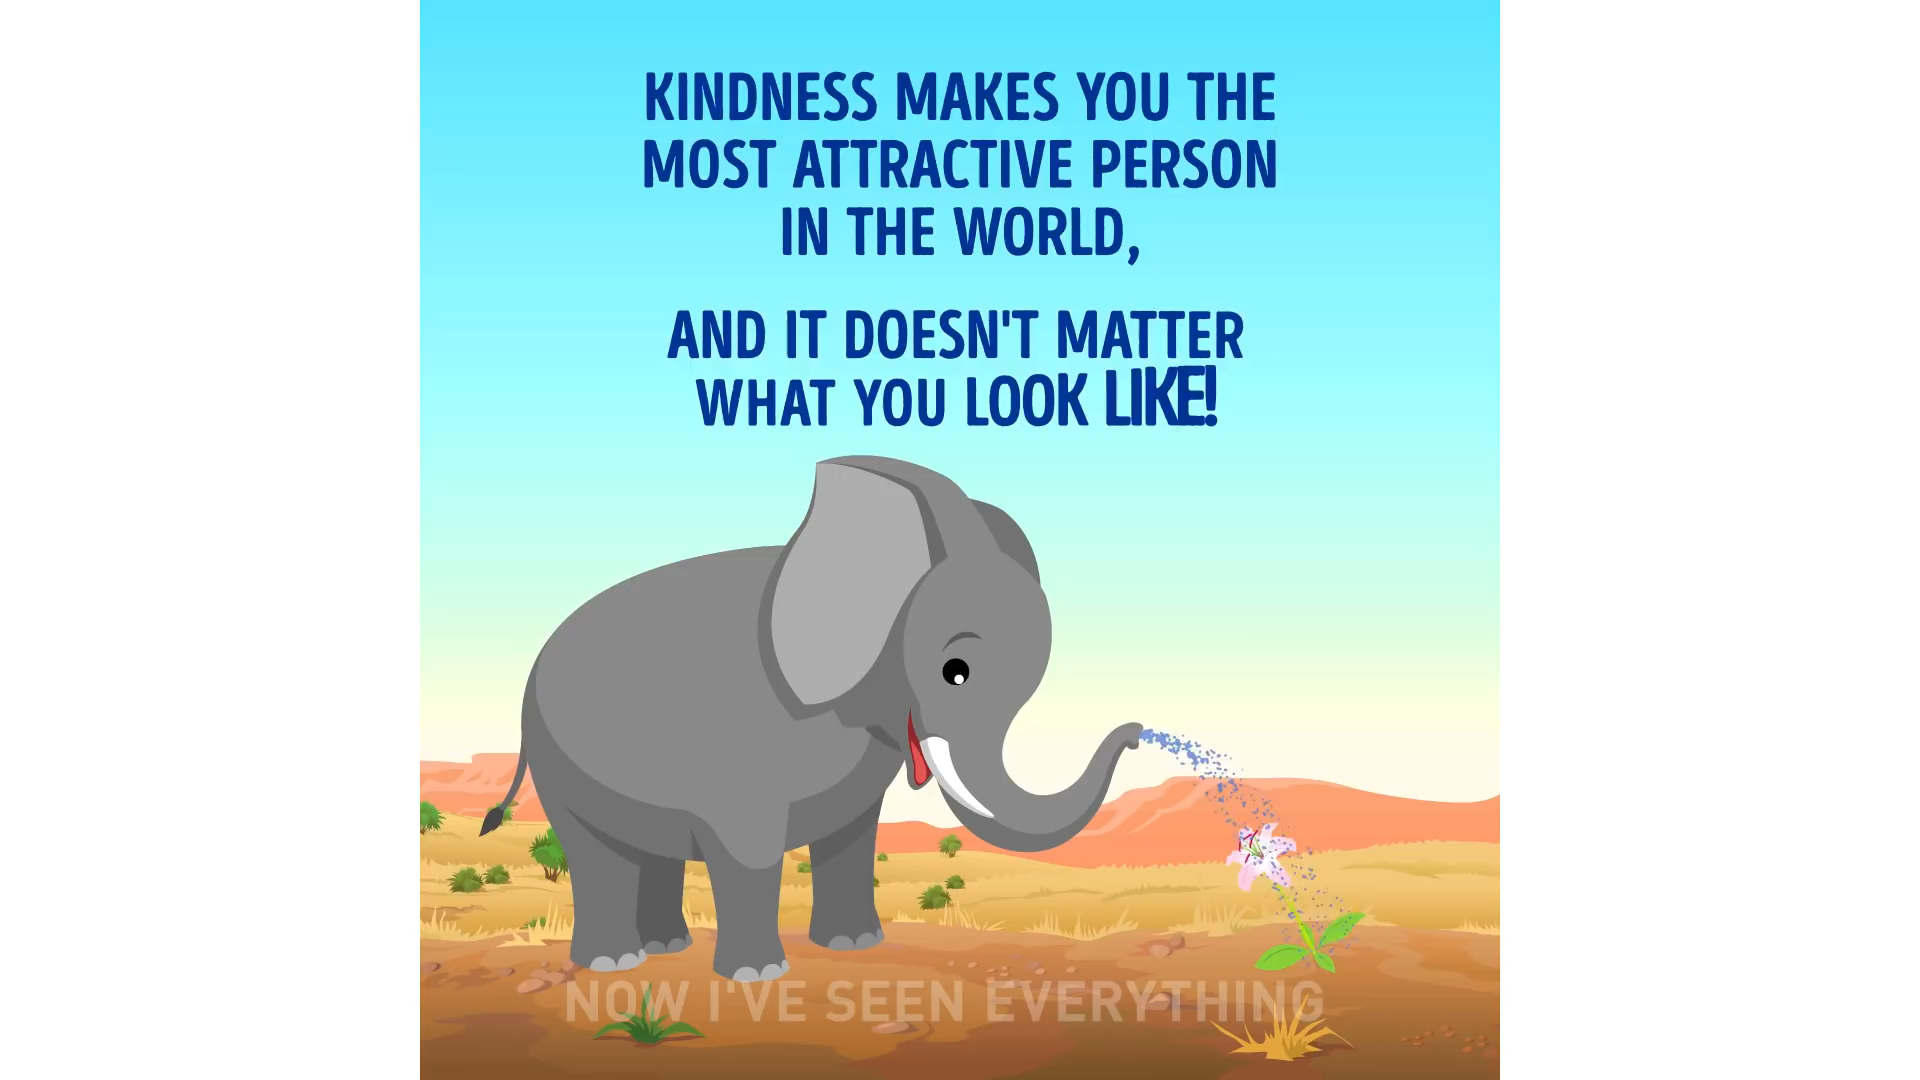 KINDNESS MAKES YOU THE
MOST ATTRACTIVE PERSON
IN THE WORLD,
AND IT DOESN'T MATTER
WHAT YOU LOOK LIKE!
NOW I'VE SEEN EVERYTHING